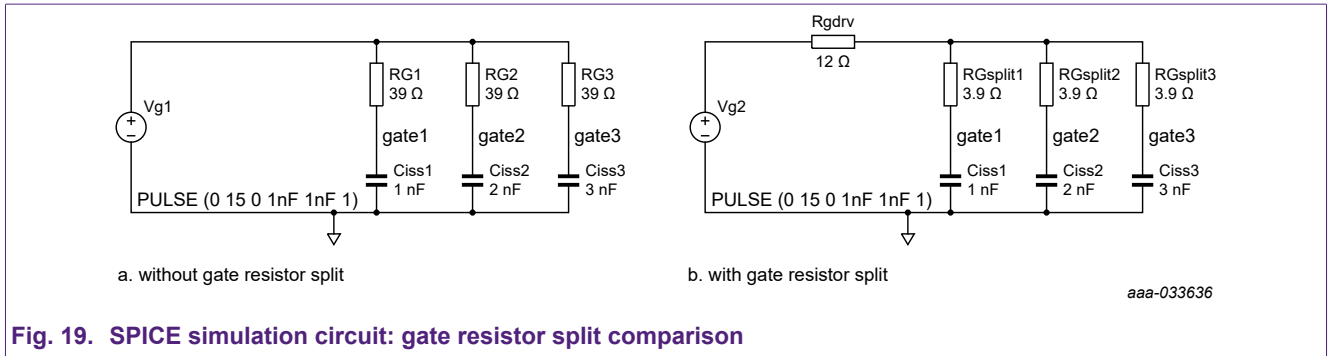 Rgdrv
12 Ω
RG1
39 Ω
RG2
39 Ω
RG3
39 Ω
RGsplit1
3.9 Ω
RGsplit2
3.9 Ω
RGsplit3
3.9 Ω
Vg1
+
−
Vg2
+
−
gate1
gate2
gate3
gate1
gate2
gate3
Ciss1
1 nF
Ciss2
2 nF
Ciss3
3 nF
Ciss1
1 nF
Ciss2
2 nF
Ciss3
3 nF
PULSE (0 15 0 1nF 1nF 1)
PULSE (0 15 0 1nF 1nF 1)
a. without gate resistor split
b. with gate resistor split
aaa-033636
Fig. 19. SPICE simulation circuit: gate resistor split comparison